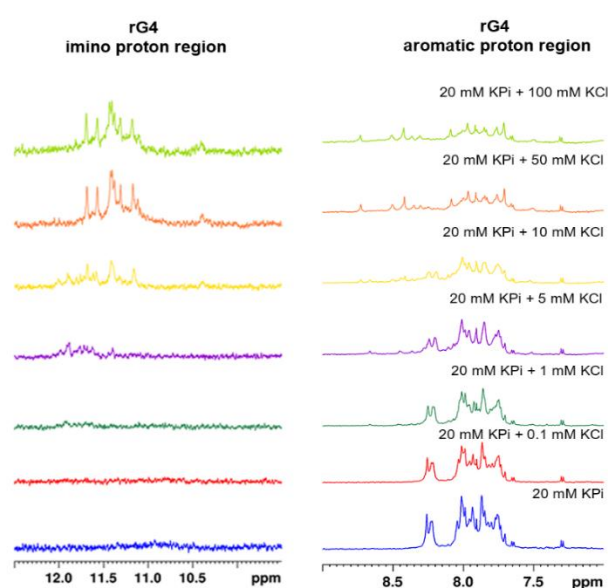 rG4
imino proton region
rG4
aromatic proton region
20 mM KPi + 100 mM KCl
20 mM KPi + 50 mM KCl
20 mM KPi + 10 mM KCl
20 mM KPi + 5 mM KCl
20 mM KPi + 1 mM KCl
20 mM KPi + 0.1 mM KCl
20 mM KPi
12.0 11.5 11.0 10.5 ppm
9.0 8.5 8.0 7.5 ppm